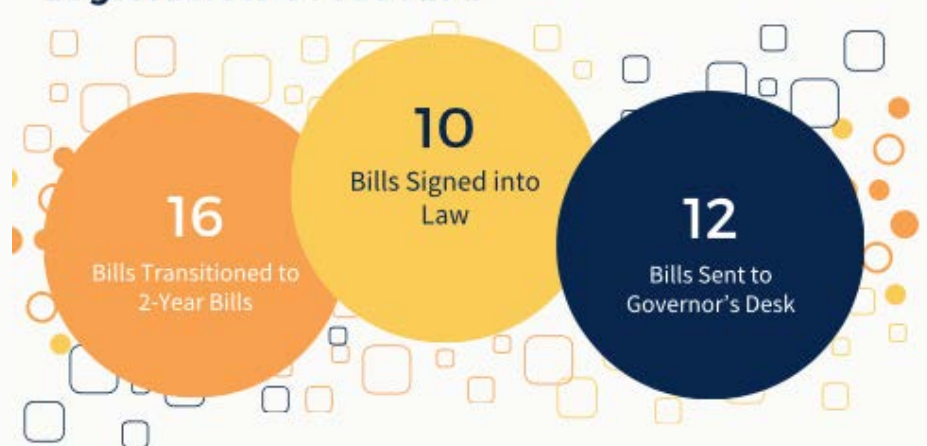 16
Bills Transitioned to
2-Year Bills
10
Bills Signed into
Law
12
Bills Sent to
Governor's Desk